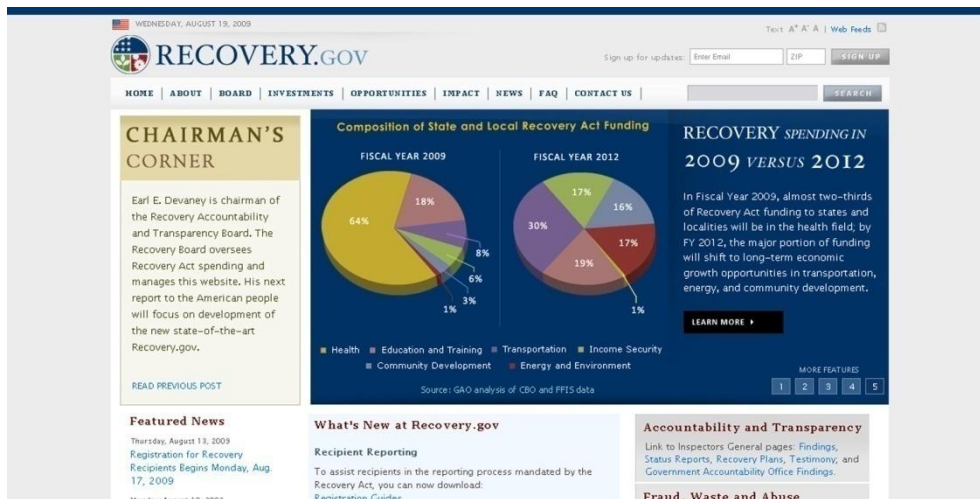 WEDNESDAY, AUGUST 19, 2009
Text A+ A- A | Web Feeds
RECOVERY.GOV
Sign up for updates: Enter Email ZIP SIGN UP
HOME | ABOUT | BOARD | INVESTMENTS | OPPORTUNITIES | IMPACT | NEWS | FAQ | CONTACT US |
SEARCH
CHAIRMAN'S
CORNER
Earl E. Devaney is chairman of
the Recovery Accountability
and Transparency Board. The
Recovery Board oversees
Recovery Act spending and
manages this website. His next
report to the American people
will focus on development of
the new state-of-the-art
Recovery.gov.
READ PREVIOUS POST
Composition of State and Local Recovery Act Funding
FISCAL YEAR 2009
64%
18%
8%
6%
3%
1%
FISCAL YEAR 2012
17%
16%
30%
17%
19%
1%
Health Education and Training Transportation Income Security
Community Development Energy and Environment
Source: GAO analysis of CBO and FFIS data
RECOVERY SPENDING IN
2009 VERSUS 2012
In Fiscal Year 2009, almost two-thirds
of Recovery Act funding to states and
localities will be in the health field; by
FY 2012, the major portion of funding
will shift to long-term economic
growth opportunities in transportation,
energy, and community development.
LEARN MORE
MORE FEATURES
1 2 3 4 5
Featured News
Thursday, August 13, 2009
Registration for Recovery
Recipients Begins Monday, Aug.
17, 2009
What's New at Recovery.gov
Recipient Reporting
To assist recipients in the reporting process mandated by the
Recovery Act, you can now download:
Registration Guides
Accountability and Transparency
Link to Inspectors General pages: Findings,
Status Reports, Recovery Plans, Testimony; and
Government Accountability Office Findings.
Fraud, Waste and Abuse